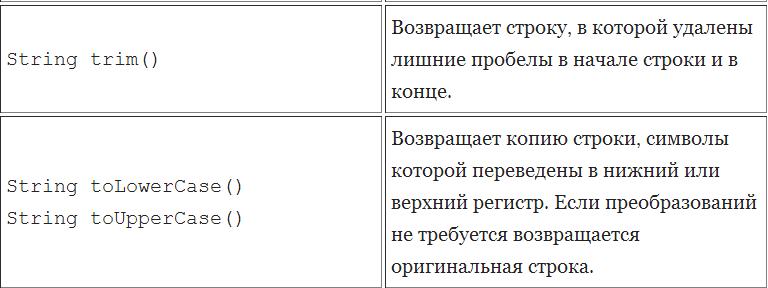 String trim()
Возвращает строку, в которой удалены
лишние пробелы в начале строки и в
конце.
String toLowerCase()
String toUpperCase()
Возвращает копию строки, символы
которой переведены в нижний или
верхний регистр. Если преобразований
не требуется возвращается
оригинальная строка.